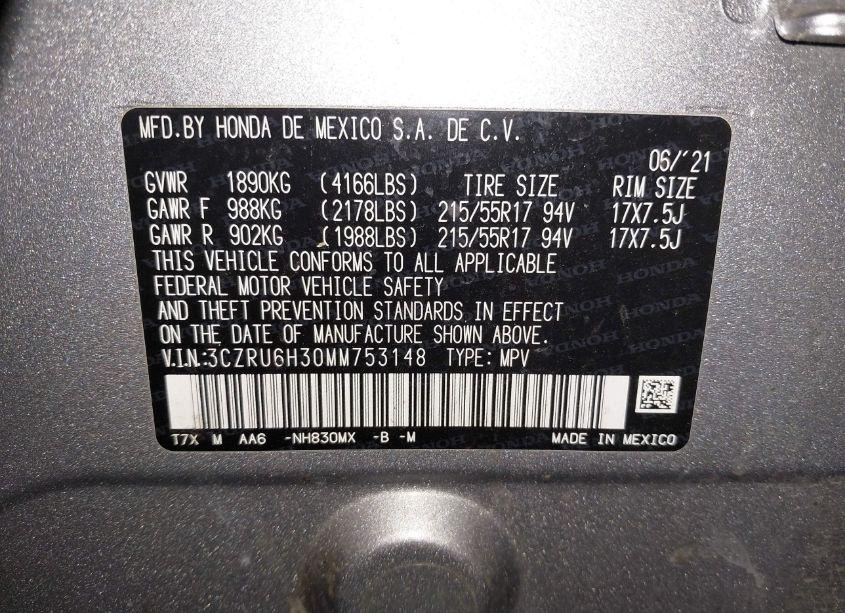 MFD.BY HONDA DE MEXICO S.A. DE C.V.
06/'21
GVWR 1890KG (4166LBS) TIRE SIZE RIM SIZE
GAWR F 988KG (2178LBS) 215/55R17 94V 17X7.5J
GAWR R 902KG (1988LBS) 215/55R17 94V 17X7.5J
THIS VEHICLE CONFORMS TO ALL APPLICABLE
FEDERAL MOTOR VEHICLE SAFETY
AND THEFT PREVENTION STANDARDS IN EFFECT
ON THE DATE OF MANUFACTURE SHOWN ABOVE.
V.I.N:3CZRU6H30MM753148 TYPE: MPV
T7X M AA6 -NH830MX -B -M MADE IN MEXICO